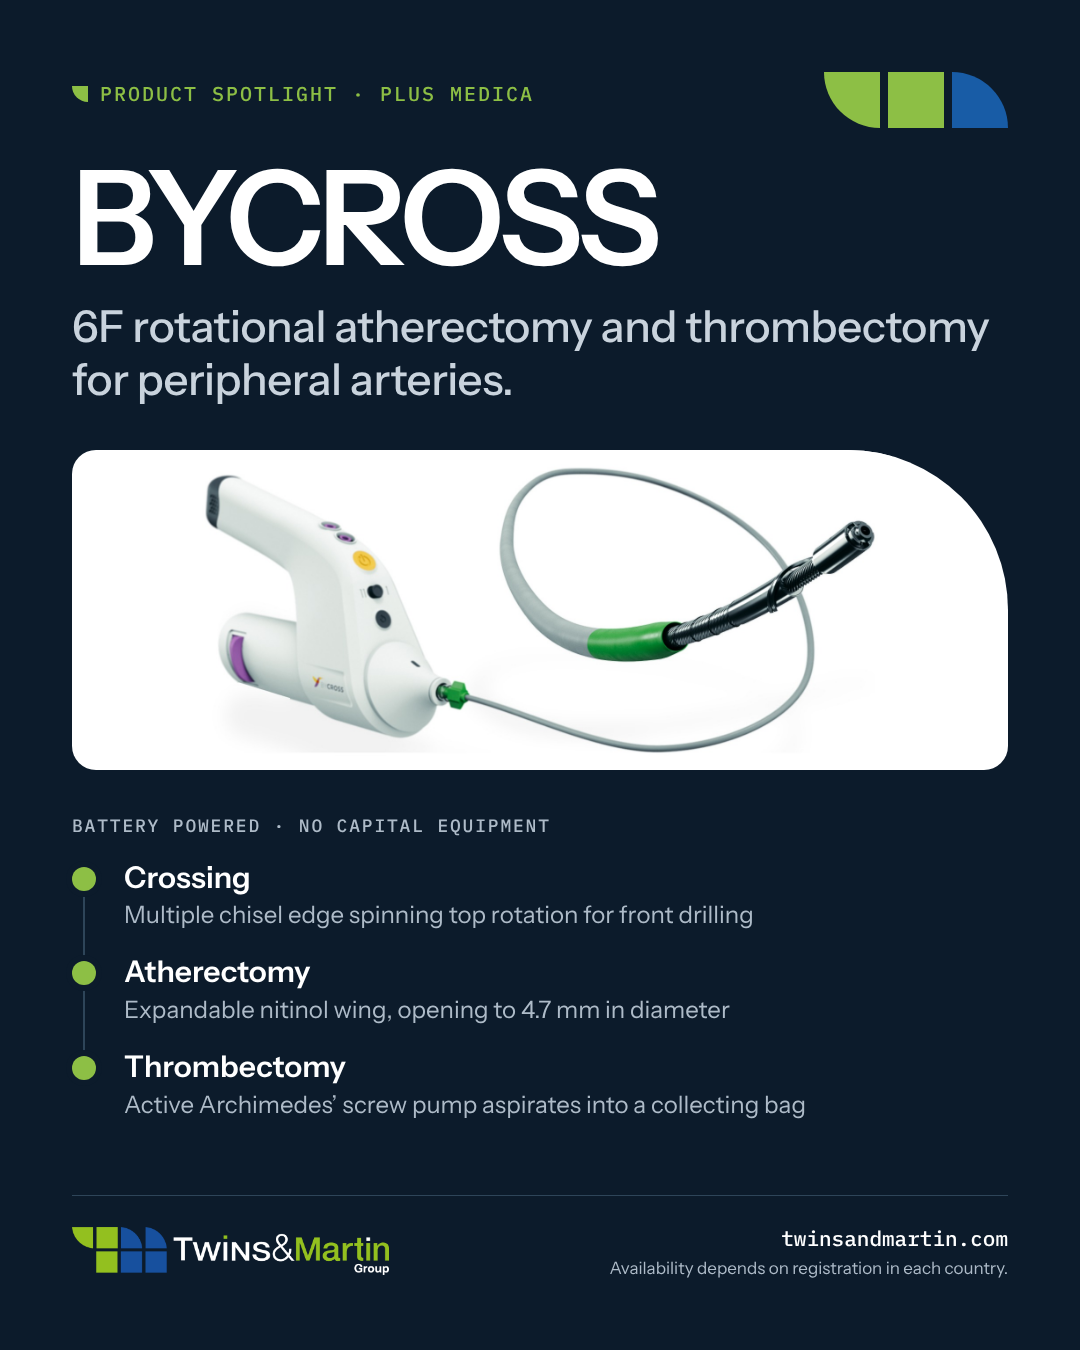 PRODUCT SPOTLIGHT · PLUS MEDICA
BYCROSS
6F rotational atherectomy and thrombectomy
for peripheral arteries.
BYCROSS
BATTERY POWERED · NO CAPITAL EQUIPMENT
Crossing
Multiple chisel edge spinning top rotation for front drilling
Atherectomy
Expandable nitinol wing, opening to 4.7 mm in diameter
Thrombectomy
Active Archimedes’ screw pump aspirates into a collecting bag
Twins&Martin
Group
twinsandmartin.com
Availability depends on registration in each country.